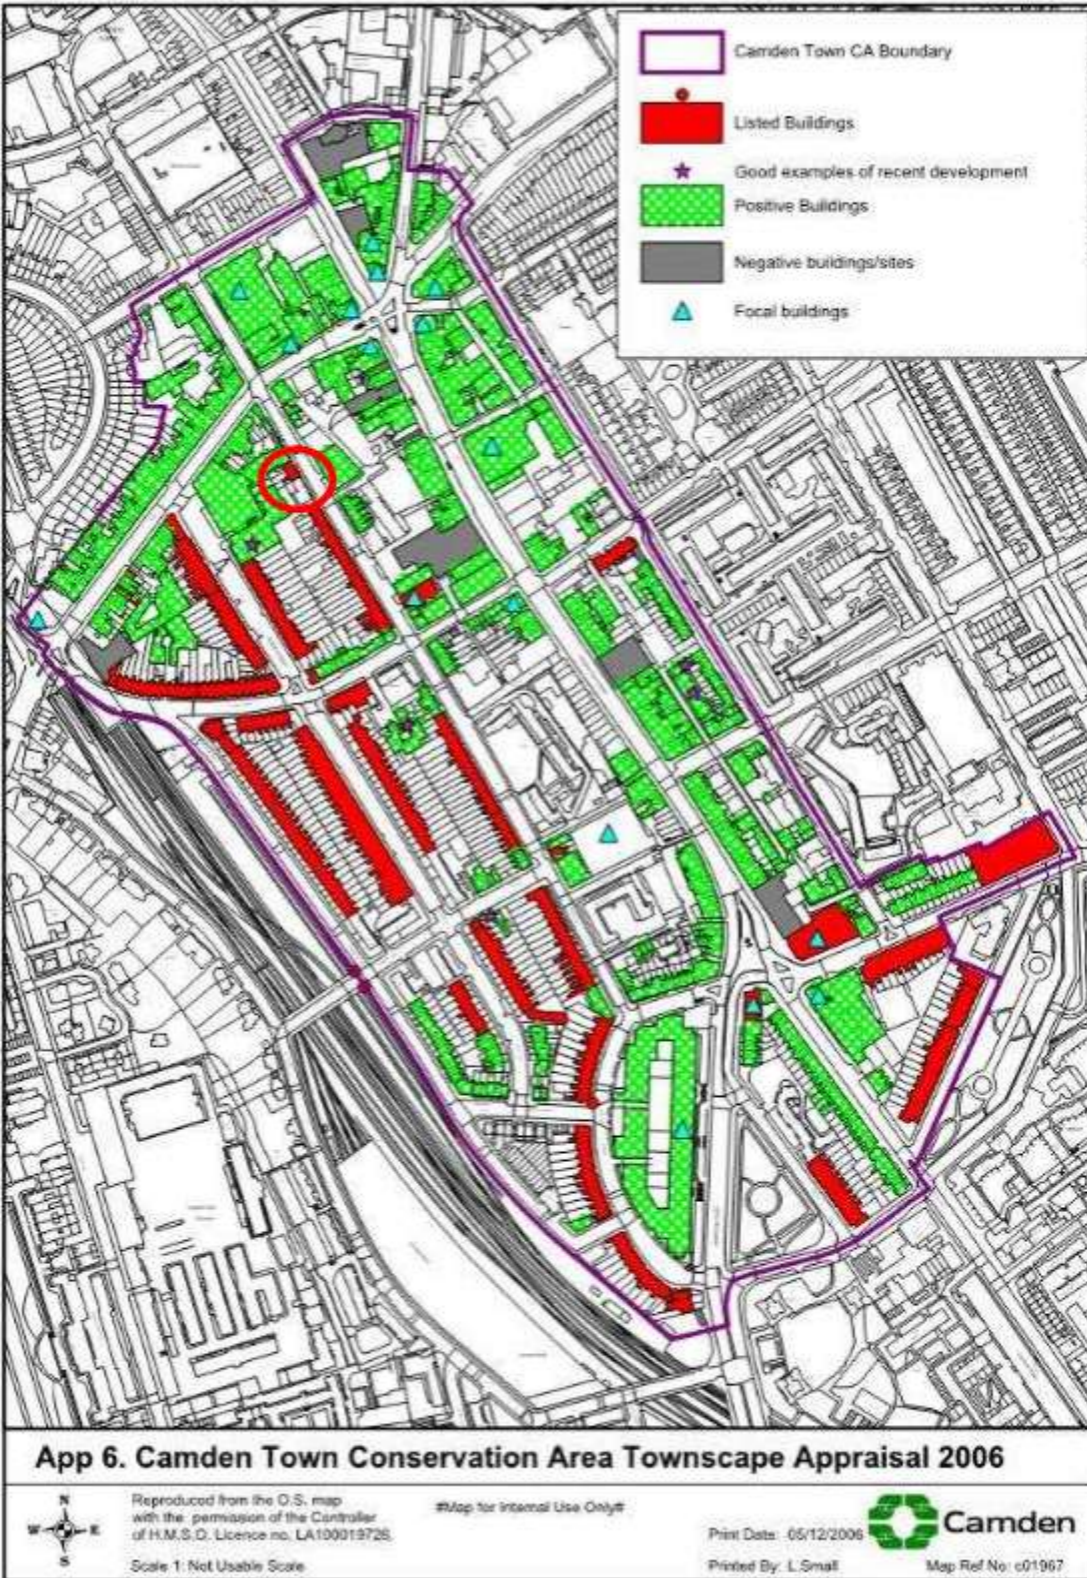 Camden Town CA Boundary
Listed Buildings
Good examples of recent development
Positive Buildings
Negative buildings/sites
Focal buildings
App 6. Camden Town Conservation Area Townscape Appraisal 2006
N
W E
S
Reproduced from the O.S. map
with the permission of the Controller
of H.M.S.O. Licence no. LA100019726.
Scale 1: Not Usable Scale
#Map for Internal Use Only#
Print Date: 05/12/2006
Printed By: L.Small
Camden
Map Ref No: c01967